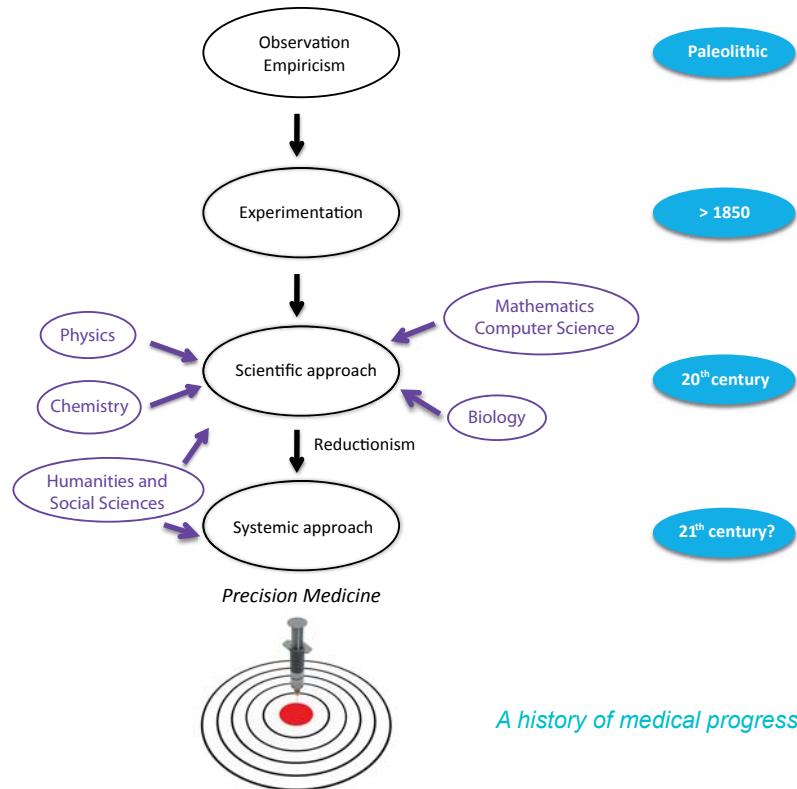 Observation
Empiricism
Paleolithic
Experimentation
> 1850
Mathematics
Computer Science
Physics
Scientific approach
20th century
Chemistry
Biology
Reductionism
Humanities and
Social Sciences
Systemic approach
21th century?
Precision Medicine
A history of medical progress